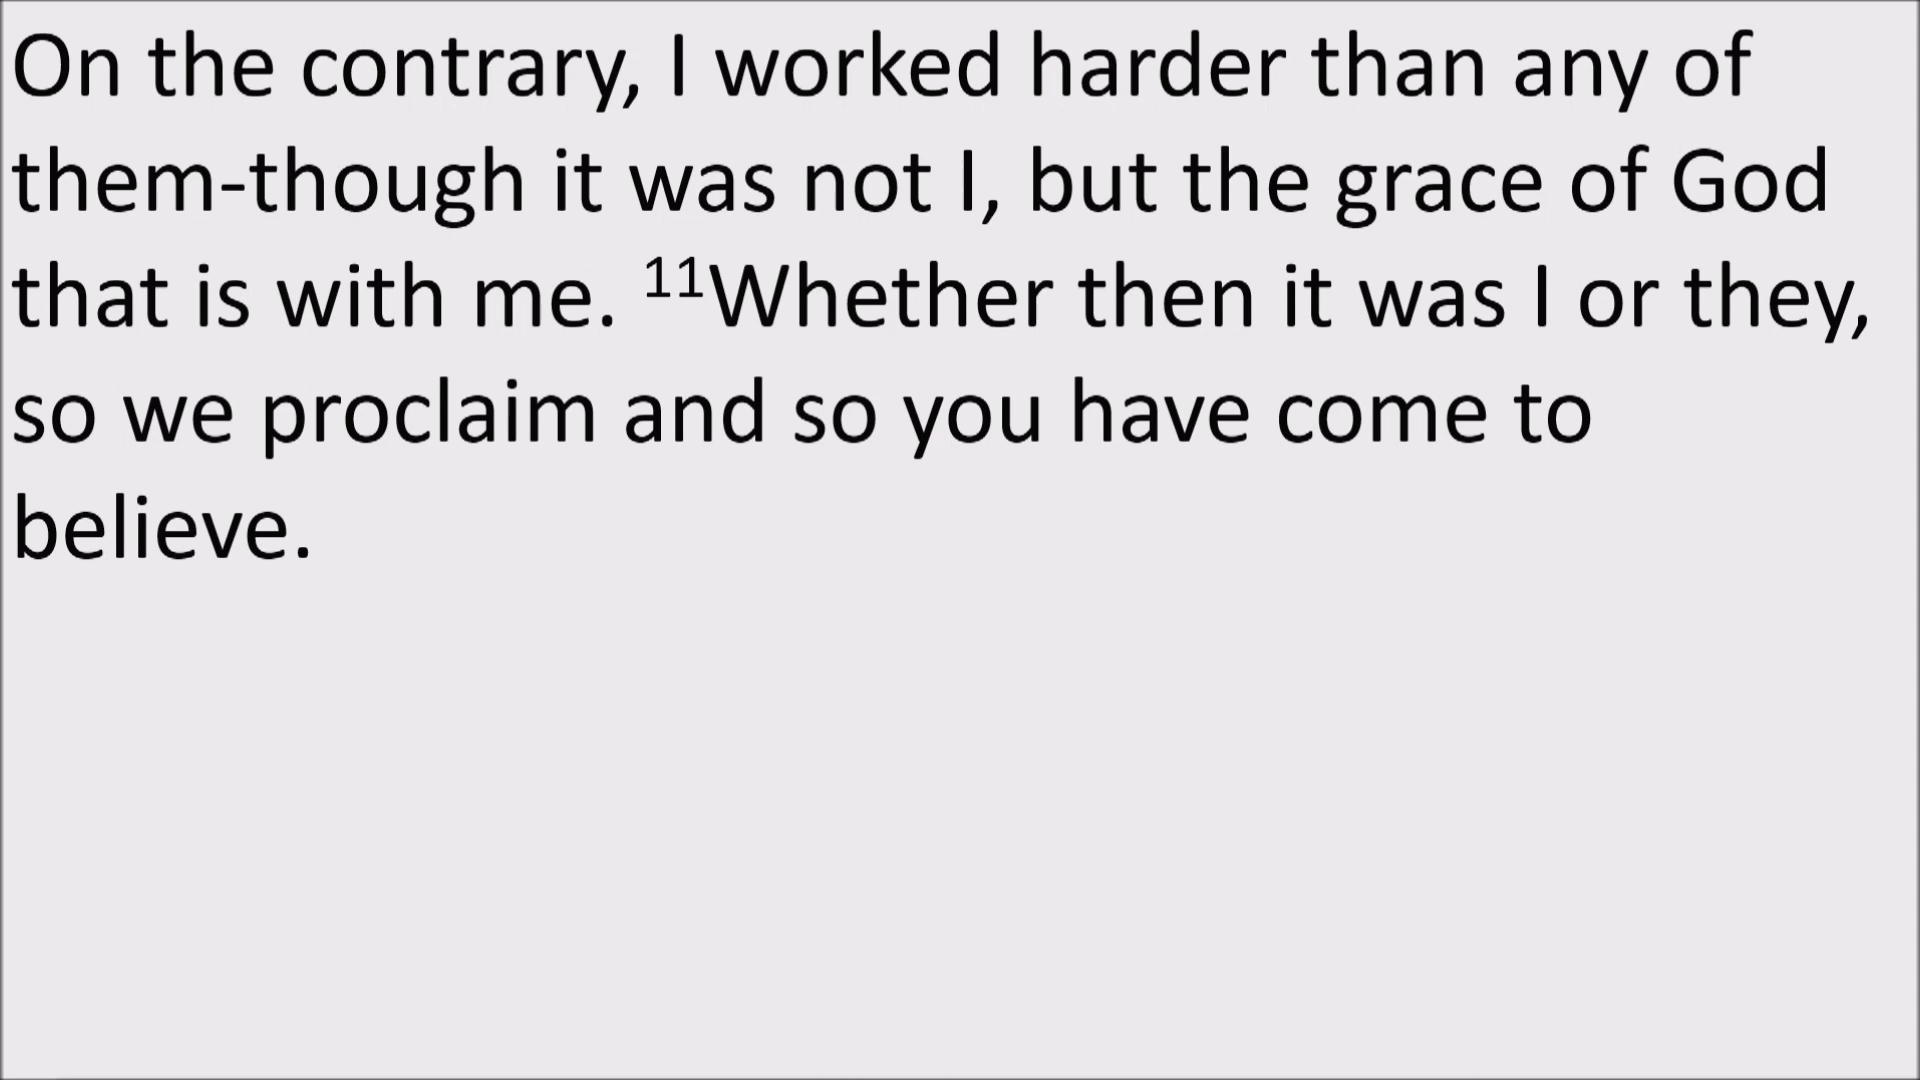 On the contrary, I worked harder than any of
them-though it was not I, but the grace of God
that is with me. ¹¹Whether then it was I or they,
so we proclaim and so you have come to
believe.